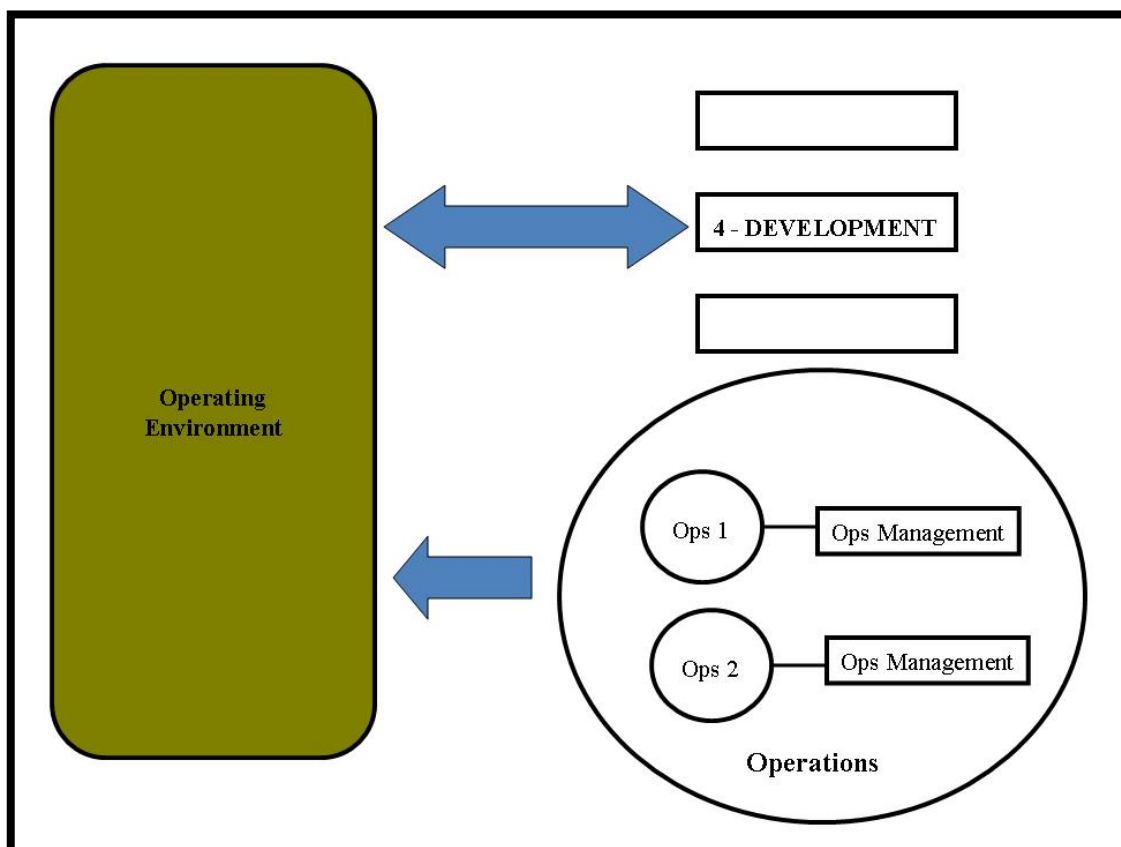 4 - DEVELOPMENT
Operating
Environment
Ops 1
Ops Management
Ops 2
Ops Management
Operations